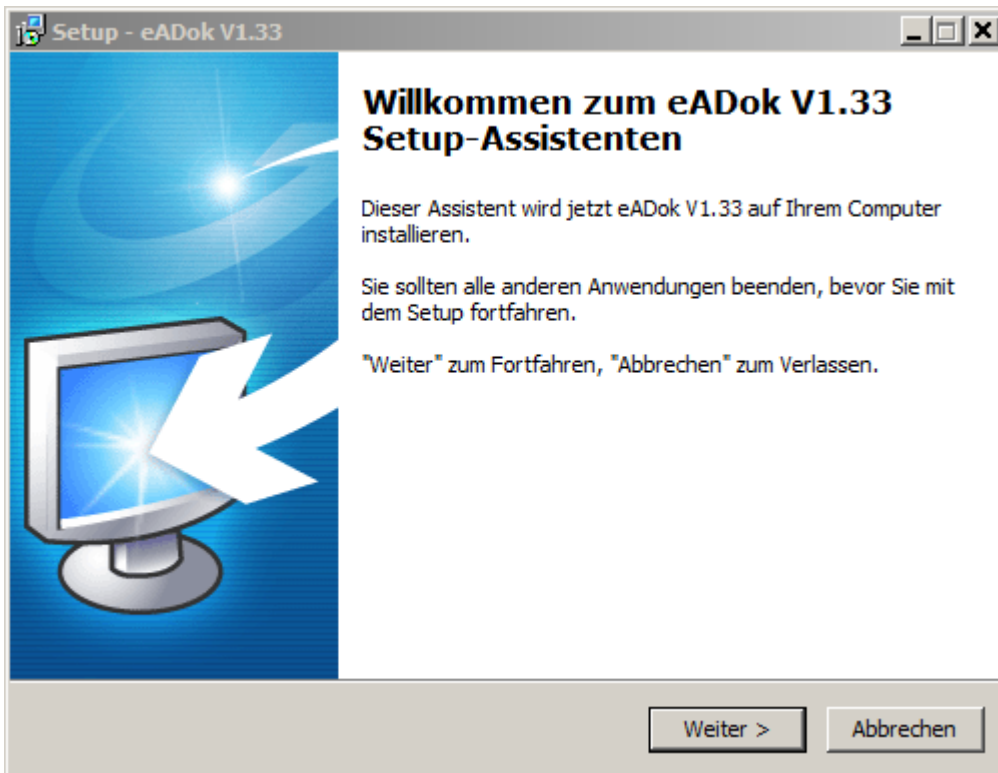 Setup - eADok V1.33
Willkommen zum eADok V1.33
Setup-Assistenten
Dieser Assistent wird jetzt eADok V1.33 auf Ihrem Computer
installieren.
Sie sollten alle anderen Anwendungen beenden, bevor Sie mit
dem Setup fortfahren.
"Weiter" zum Fortfahren, "Abbrechen" zum Verlassen.
Weiter >
Abbrechen